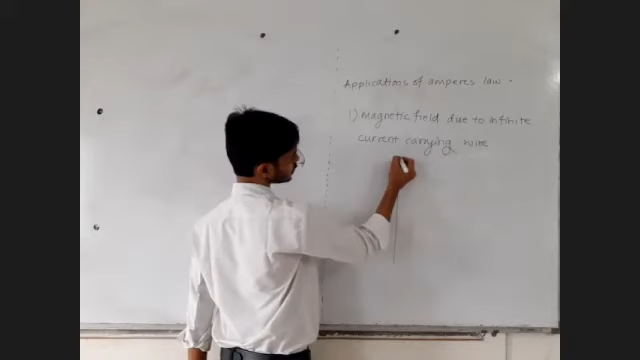 Applications of amperes law.
1) Magnetic field due to infinite
current carrying wire